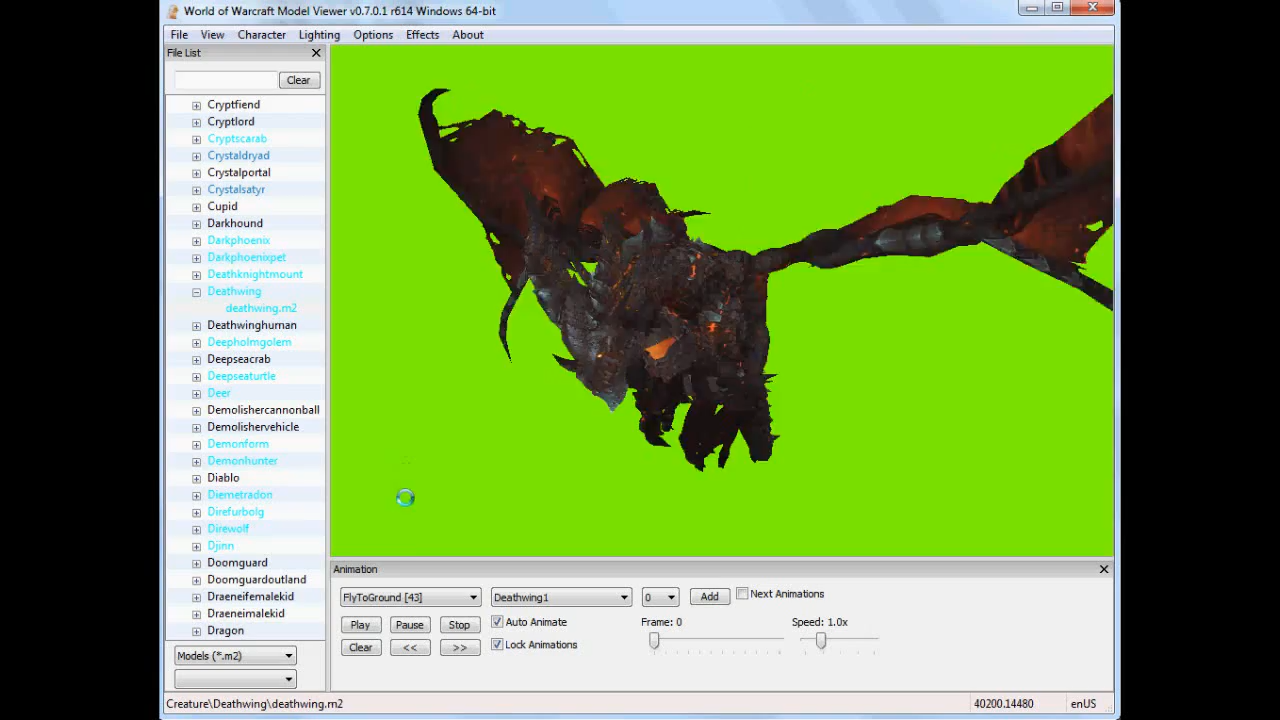 World of Warcraft Model Viewer v0.7.0.1 r614 Windows 64-bit
File View Character Lighting Options Effects About
File List
Clear
Cryptfiend
Cryptlord
Cryptscarab
Crystaldryad
Crystalportal
Crystalsatyr
Cupid
Darkhound
Darkphoenix
Darkphoenixpet
Deathknightmount
Deathwing
deathwing.m2
Deathwinghuman
Deepholmgolem
Deepseacrab
Deepseaturtle
Deer
Demolishercannonball
Demolishervehicle
Demonform
Demonhunter
Diablo
Diemetradon
Direfurbolg
Direwolf
Djinn
Doomguard
Doomguardoutland
Draeneifemalekid
Draeneimalekid
Dragon
Models (*.m2)
Animation
FlyToGround [43] Deathwing1 0 Add Next Animations
Play Pause Stop Auto Animate Frame: 0 Speed: 1.0x
Clear << >> Lock Animations
Creature\Deathwing\deathwing.m2 40200.14480 enUS